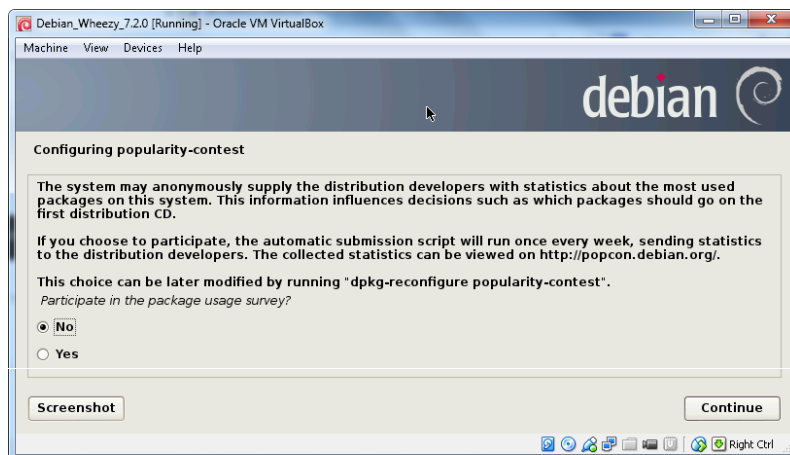 Debian_Wheezy_7.2.0 [Running] - Oracle VM VirtualBox
Machine View Devices Help
debian
Configuring popularity-contest
The system may anonymously supply the distribution developers with statistics about the most used
packages on this system. This information influences decisions such as which packages should go on the
first distribution CD.
If you choose to participate, the automatic submission script will run once every week, sending statistics
to the distribution developers. The collected statistics can be viewed on http://popcon.debian.org/.
This choice can be later modified by running "dpkg-reconfigure popularity-contest".
Participate in the package usage survey?
No
Yes
Screenshot Continue
Right Ctrl